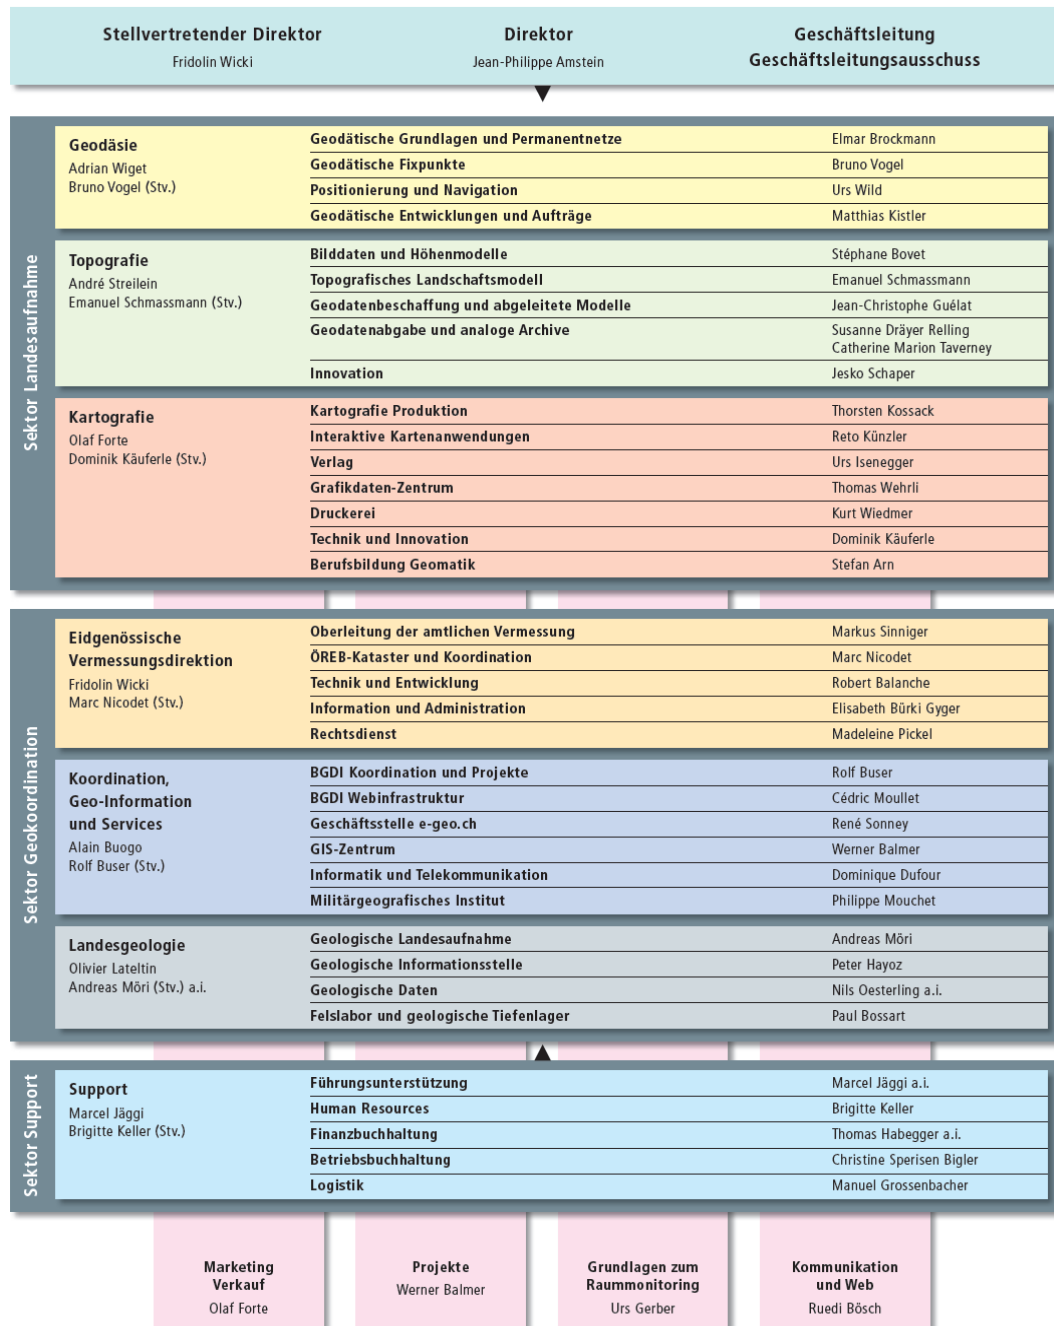 Stellvertretender Direktor
Fridolin Wicki
Direktor
Jean-Philippe Amstein
Geschäftsleitung
Geschäftsleitungsausschuss
Sektor Landesaufnahme
Geodäsie
Adrian Wiget
Bruno Vogel (Stv.)
Geodätische Grundlagen und Permanentnetze Elmar Brockmann
Geodätische Fixpunkte Bruno Vogel
Positionierung und Navigation Urs Wild
Geodätische Entwicklungen und Aufträge Matthias Kistler
Topografie
André Streilein
Emanuel Schmassmann (Stv.)
Bilddaten und Höhenmodelle Stéphane Bovet
Topografisches Landschaftsmodell Emanuel Schmassmann
Geodatenbeschaffung und abgeleitete Modelle Jean-Christophe Guélat
Geodatenabgabe und analoge Archive Susanne Dräyer Relling
Catherine Marion Taverney
Innovation Jesko Schaper
Kartografie
Olaf Forte
Dominik Käuferle (Stv.)
Kartografie Produktion Thorsten Kossack
Interaktive Kartenanwendungen Reto Künzler
Verlag Urs Isenegger
Grafikdaten-Zentrum Thomas Wehrli
Druckerei Kurt Wiedmer
Technik und Innovation Dominik Käuferle
Berufsbildung Geomatik Stefan Arn
Sektor Geokoordination
Eidgenössische
Vermessungsdirektion
Fridolin Wicki
Marc Nicodet (Stv.)
Oberleitung der amtlichen Vermessung Markus Sinniger
ÖREB-Kataster und Koordination Marc Nicodet
Technik und Entwicklung Robert Balanche
Information und Administration Elisabeth Bürki Gyger
Rechtsdienst Madeleine Pickel
Koordination,
Geo-Information
und Services
Alain Buogo
Rolf Buser (Stv.)
BGDI Koordination und Projekte Rolf Buser
BGDI Webinfrastruktur Cédric Moullet
Geschäftsstelle e-geo.ch René Sonney
GIS-Zentrum Werner Balmer
Informatik und Telekommunikation Dominique Dufour
Militärgeografisches Institut Philippe Mouchet
Landesgeologie
Olivier Lateltin
Andreas Möri (Stv.) a.i.
Geologische Landesaufnahme Andreas Möri
Geologische Informationsstelle Peter Hayoz
Geologische Daten Nils Oesterling a.i.
Felslabor und geologische Tiefenlager Paul Bossart
Sektor Support
Support
Marcel Jäggi
Brigitte Keller (Stv.)
Führungsunterstützung Marcel Jäggi a.i.
Human Resources Brigitte Keller
Finanzbuchhaltung Thomas Habegger a.i.
Betriebsbuchhaltung Christine Sperisen Bigler
Logistik Manuel Grossenbacher
Marketing
Verkauf
Olaf Forte
Projekte
Werner Balmer
Grundlagen zum
Raummonitoring
Urs Gerber
Kommunikation
und Web
Ruedi Bösch